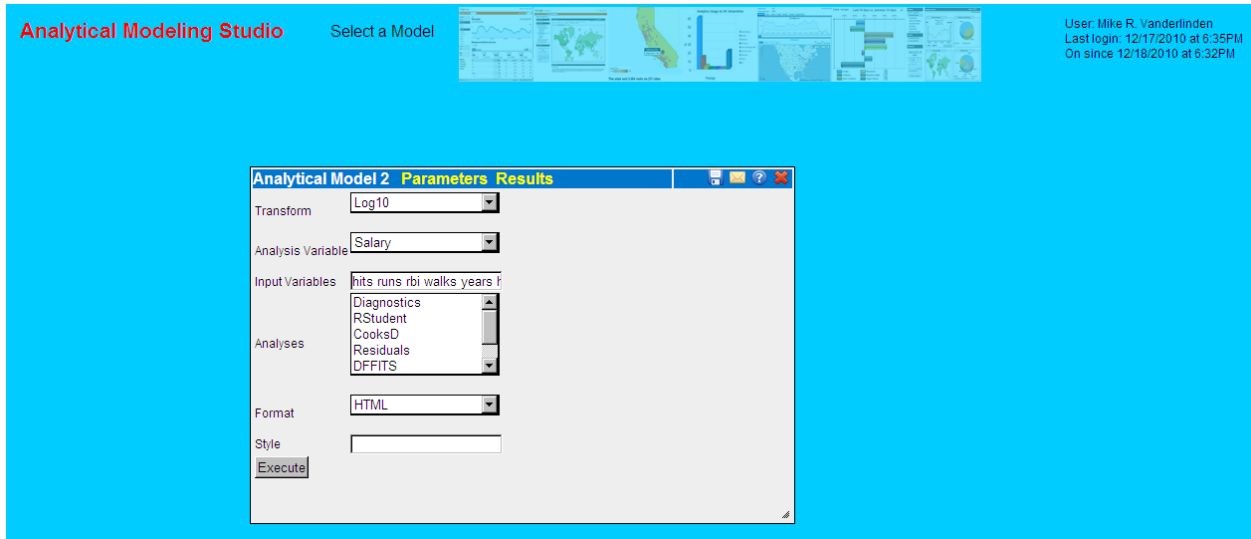 Analytical Modeling Studio
Select a Model
User: Mike R. Vanderlinden
Last login: 12/17/2010 at 6:35PM
On since 12/18/2010 at 6:32PM
Analytical Model 2 Parameters Results
Transform Log10
Analysis Variable Salary
Input Variables hits runs rbi walks years h
Analyses
Diagnostics
RStudent
CooksD
Residuals
DFFITS
Format HTML
Style
Execute